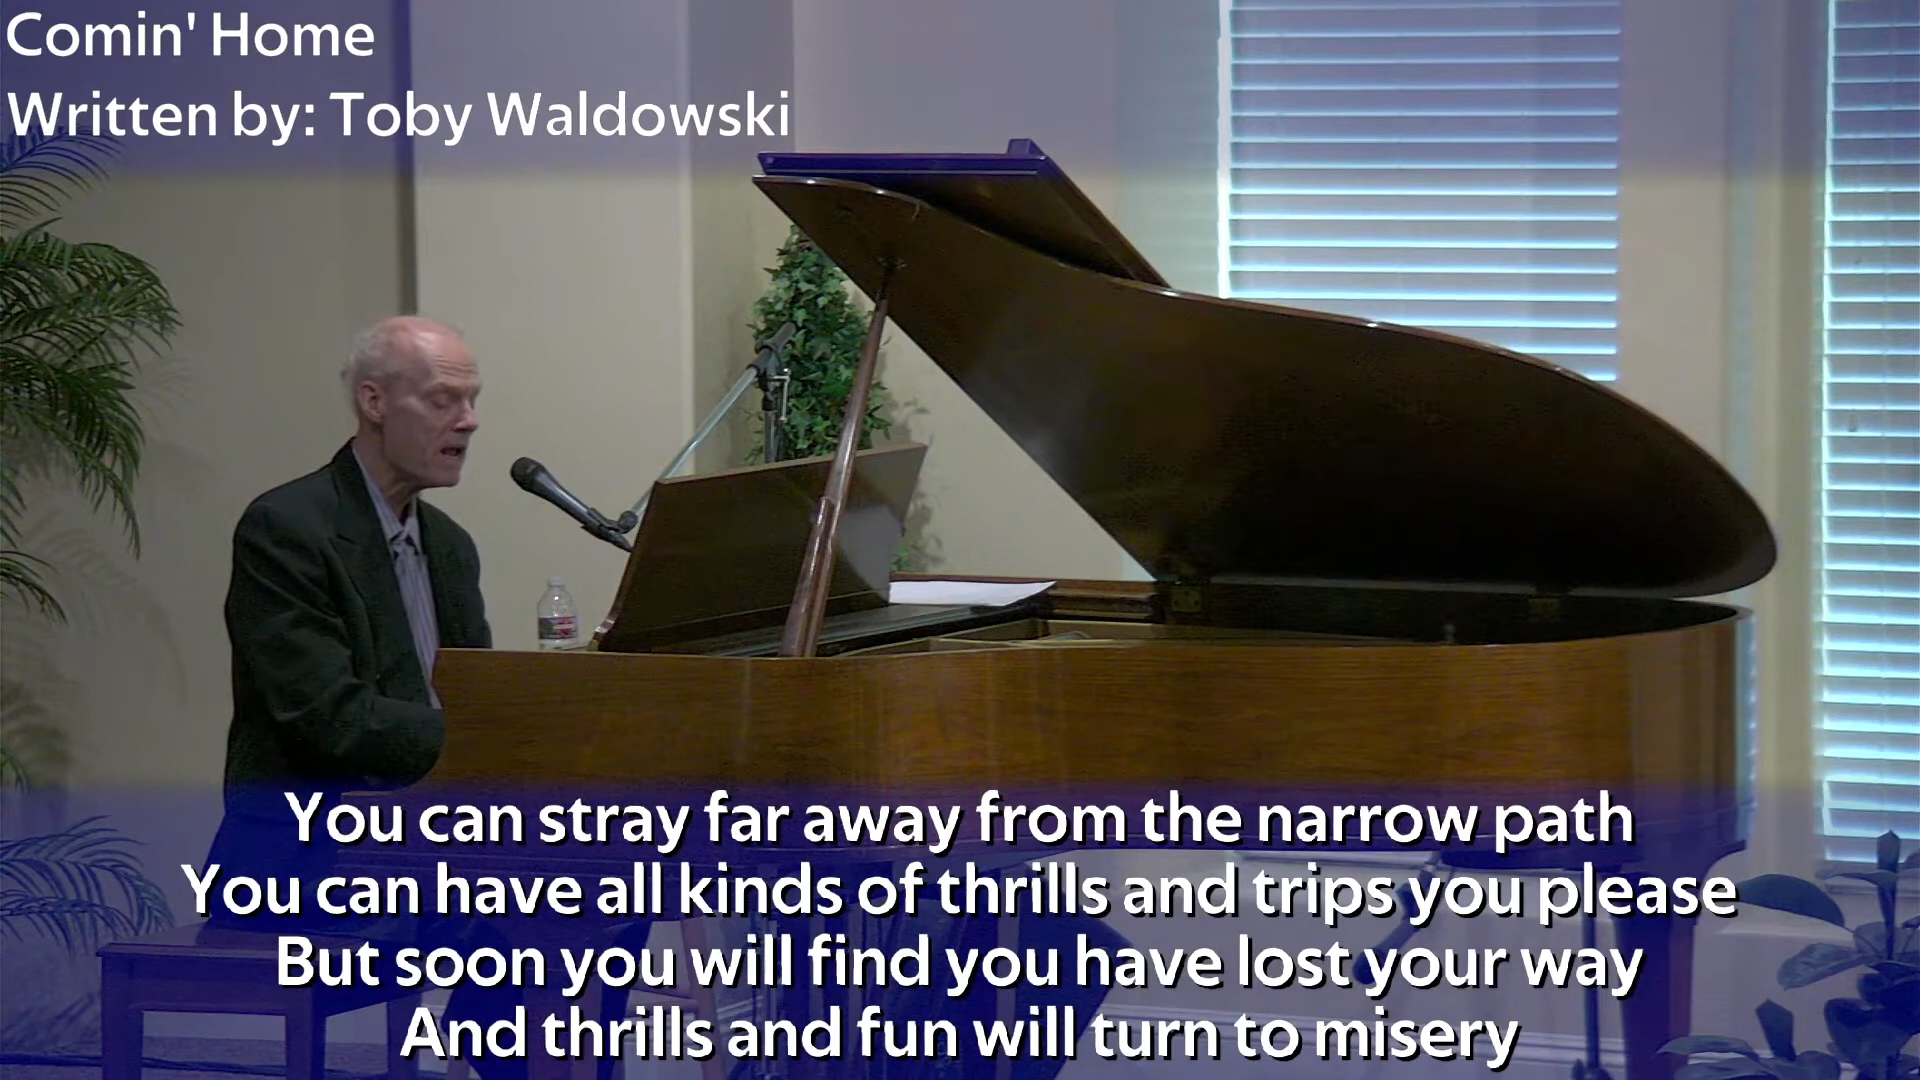 Comin' Home
Written by: Toby Waldowski
You can stray far away from the narrow path
You can have all kinds of thrills and trips you please
But soon you will find you have lost your way
And thrills and fun will turn to misery